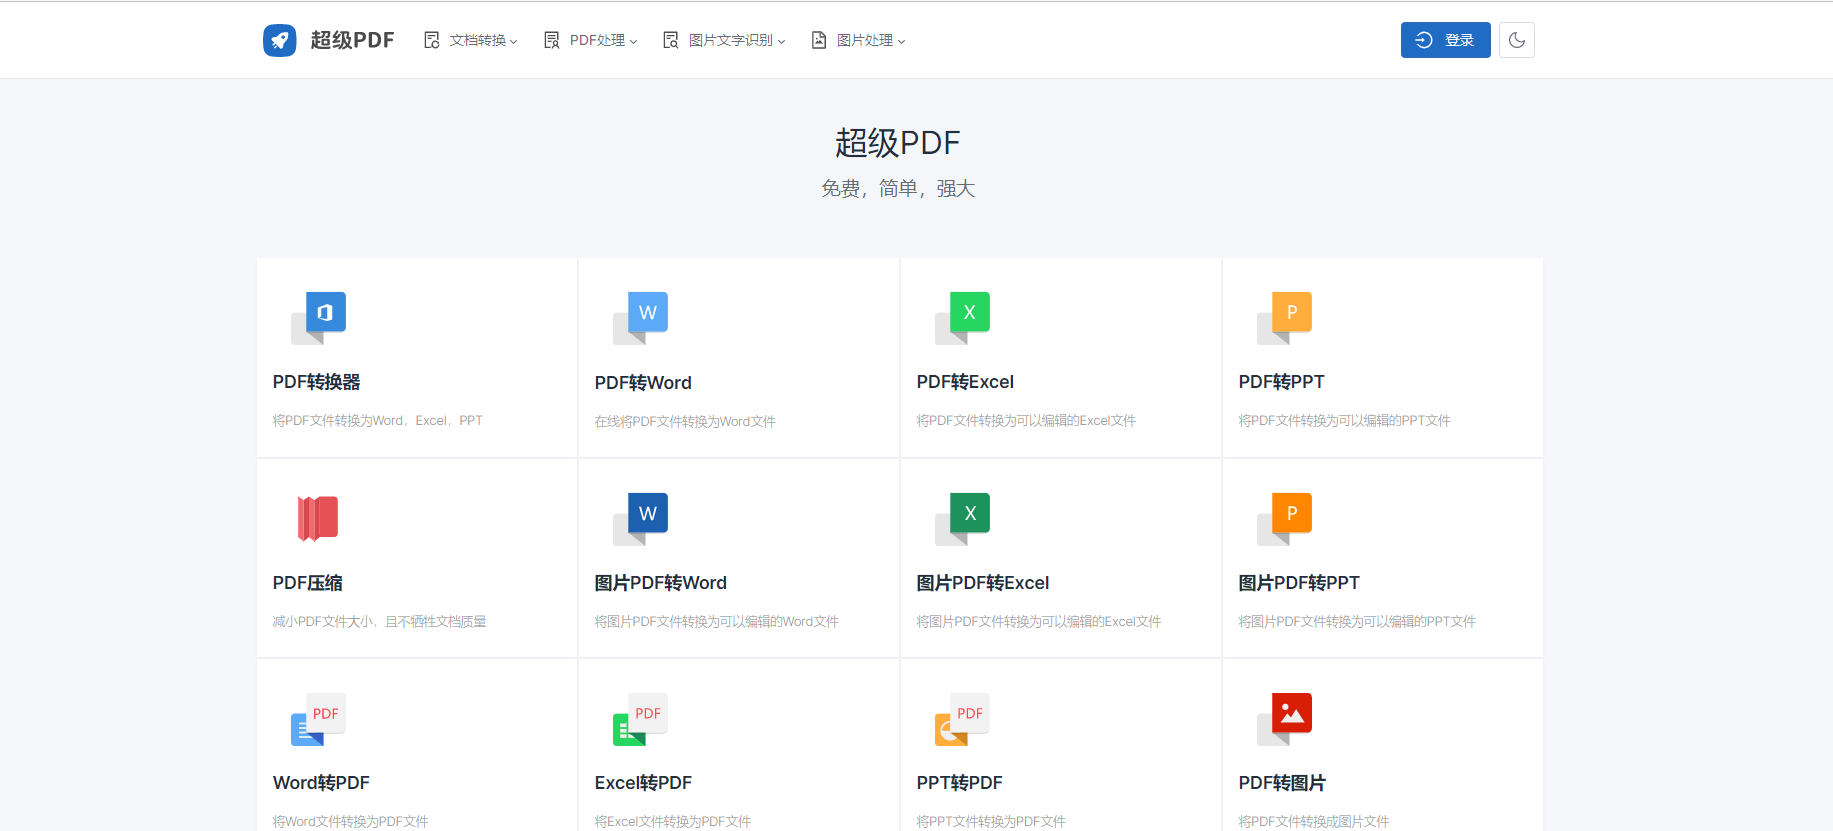 超级PDF 文档转换 PDF处理 图片文字识别 图片处理 登录
超级PDF
免费，简单，强大
W X P
PDF转换器 PDF转Word PDF转Excel PDF转PPT
将PDF文件转换为Word，Excel，PPT 在线将PDF文件转换为Word文件 将PDF文件转换为可以编辑的Excel文件 将PDF文件转换为可以编辑的PPT文件
W X P
PDF压缩 图片PDF转Word 图片PDF转Excel 图片PDF转PPT
减小PDF文件大小，且不牺牲文档质量 将图片PDF文件转换为可以编辑的Word文件 将图片PDF文件转换为可以编辑的Excel文件 将图片PDF文件转换为可以编辑的PPT文件
PDF PDF PDF
Word转PDF Excel转PDF PPT转PDF PDF转图片
将Word文件转换为PDF文件 将Excel文件转换为PDF文件 将PPT文件转换为PDF文件 将PDF文件转换成图片文件